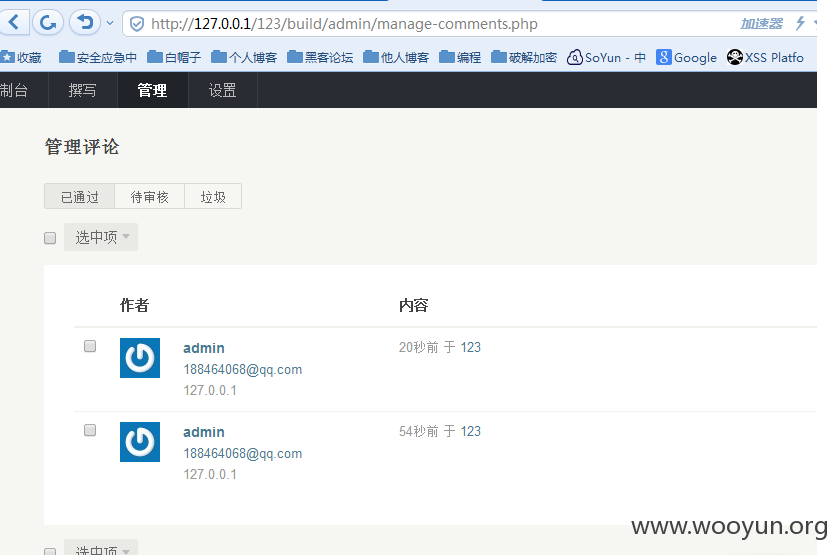 http://127.0.0.1/123/build/admin/manage-comments.php 加速器
收藏 安全应急中 白帽子 个人博客 黑客论坛 他人博客 编程 破解加密 SoYun - 中 Google XSS Platfo
制台 撰写 管理 设置
管理评论
已通过 待审核 垃圾
选中项
作者 内容
admin 20秒前 于 123
188464068@qq.com
127.0.0.1
admin 54秒前 于 123
188464068@qq.com
127.0.0.1
www.wooyun.org
选中项